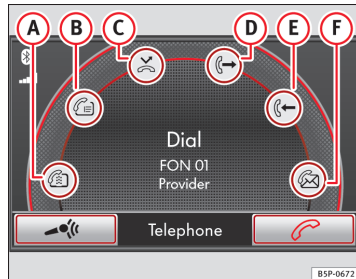 A B C D E F
Dial
FON 01
Provider
Telephone
B5P-0672